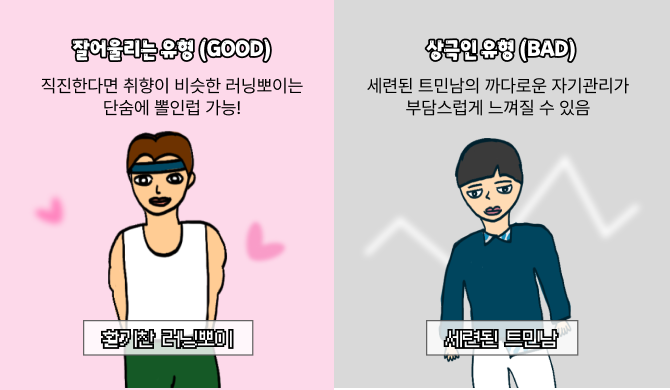 잘어울리는 유형 (GOOD)
직진한다면 취향이 비슷한 러닝뽀이는
단숨에 뽈인럽 가능!
환기찬 러닝뽀이
상극인 유형 (BAD)
세련된 트민남의 까다로운 자기관리가
부담스럽게 느껴질 수 있음
세련된 트민남